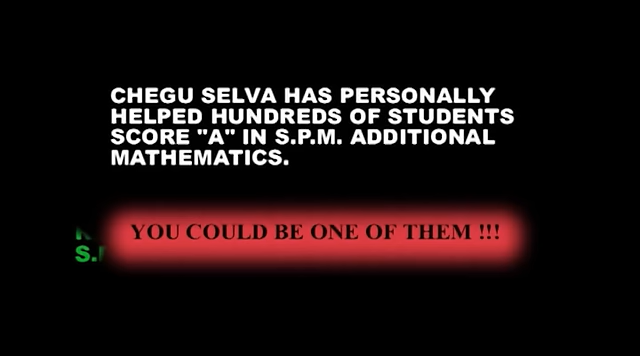 CHEGU SELVA HAS PERSONALLY
HELPED HUNDREDS OF STUDENTS
SCORE "A" IN S.P.M. ADDITIONAL
MATHEMATICS.
YOU COULD BE ONE OF THEM !!!